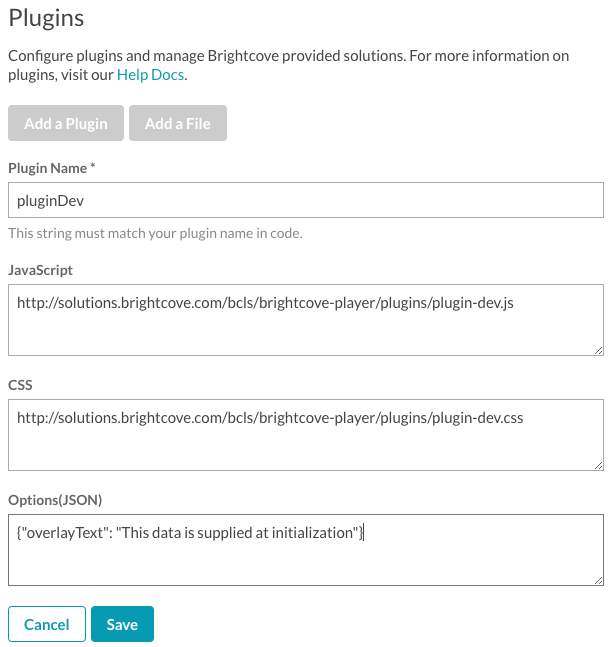 Plugins
Configure plugins and manage Brightcove provided solutions. For more information on
plugins, visit our Help Docs.
Add a Plugin Add a File
Plugin Name *
pluginDev
This string must match your plugin name in code.
JavaScript
http://solutions.brightcove.com/bcls/brightcove-player/plugins/plugin-dev.js
CSS
http://solutions.brightcove.com/bcls/brightcove-player/plugins/plugin-dev.css
Options(JSON)
{"overlayText": "This data is supplied at initialization"}
Cancel Save